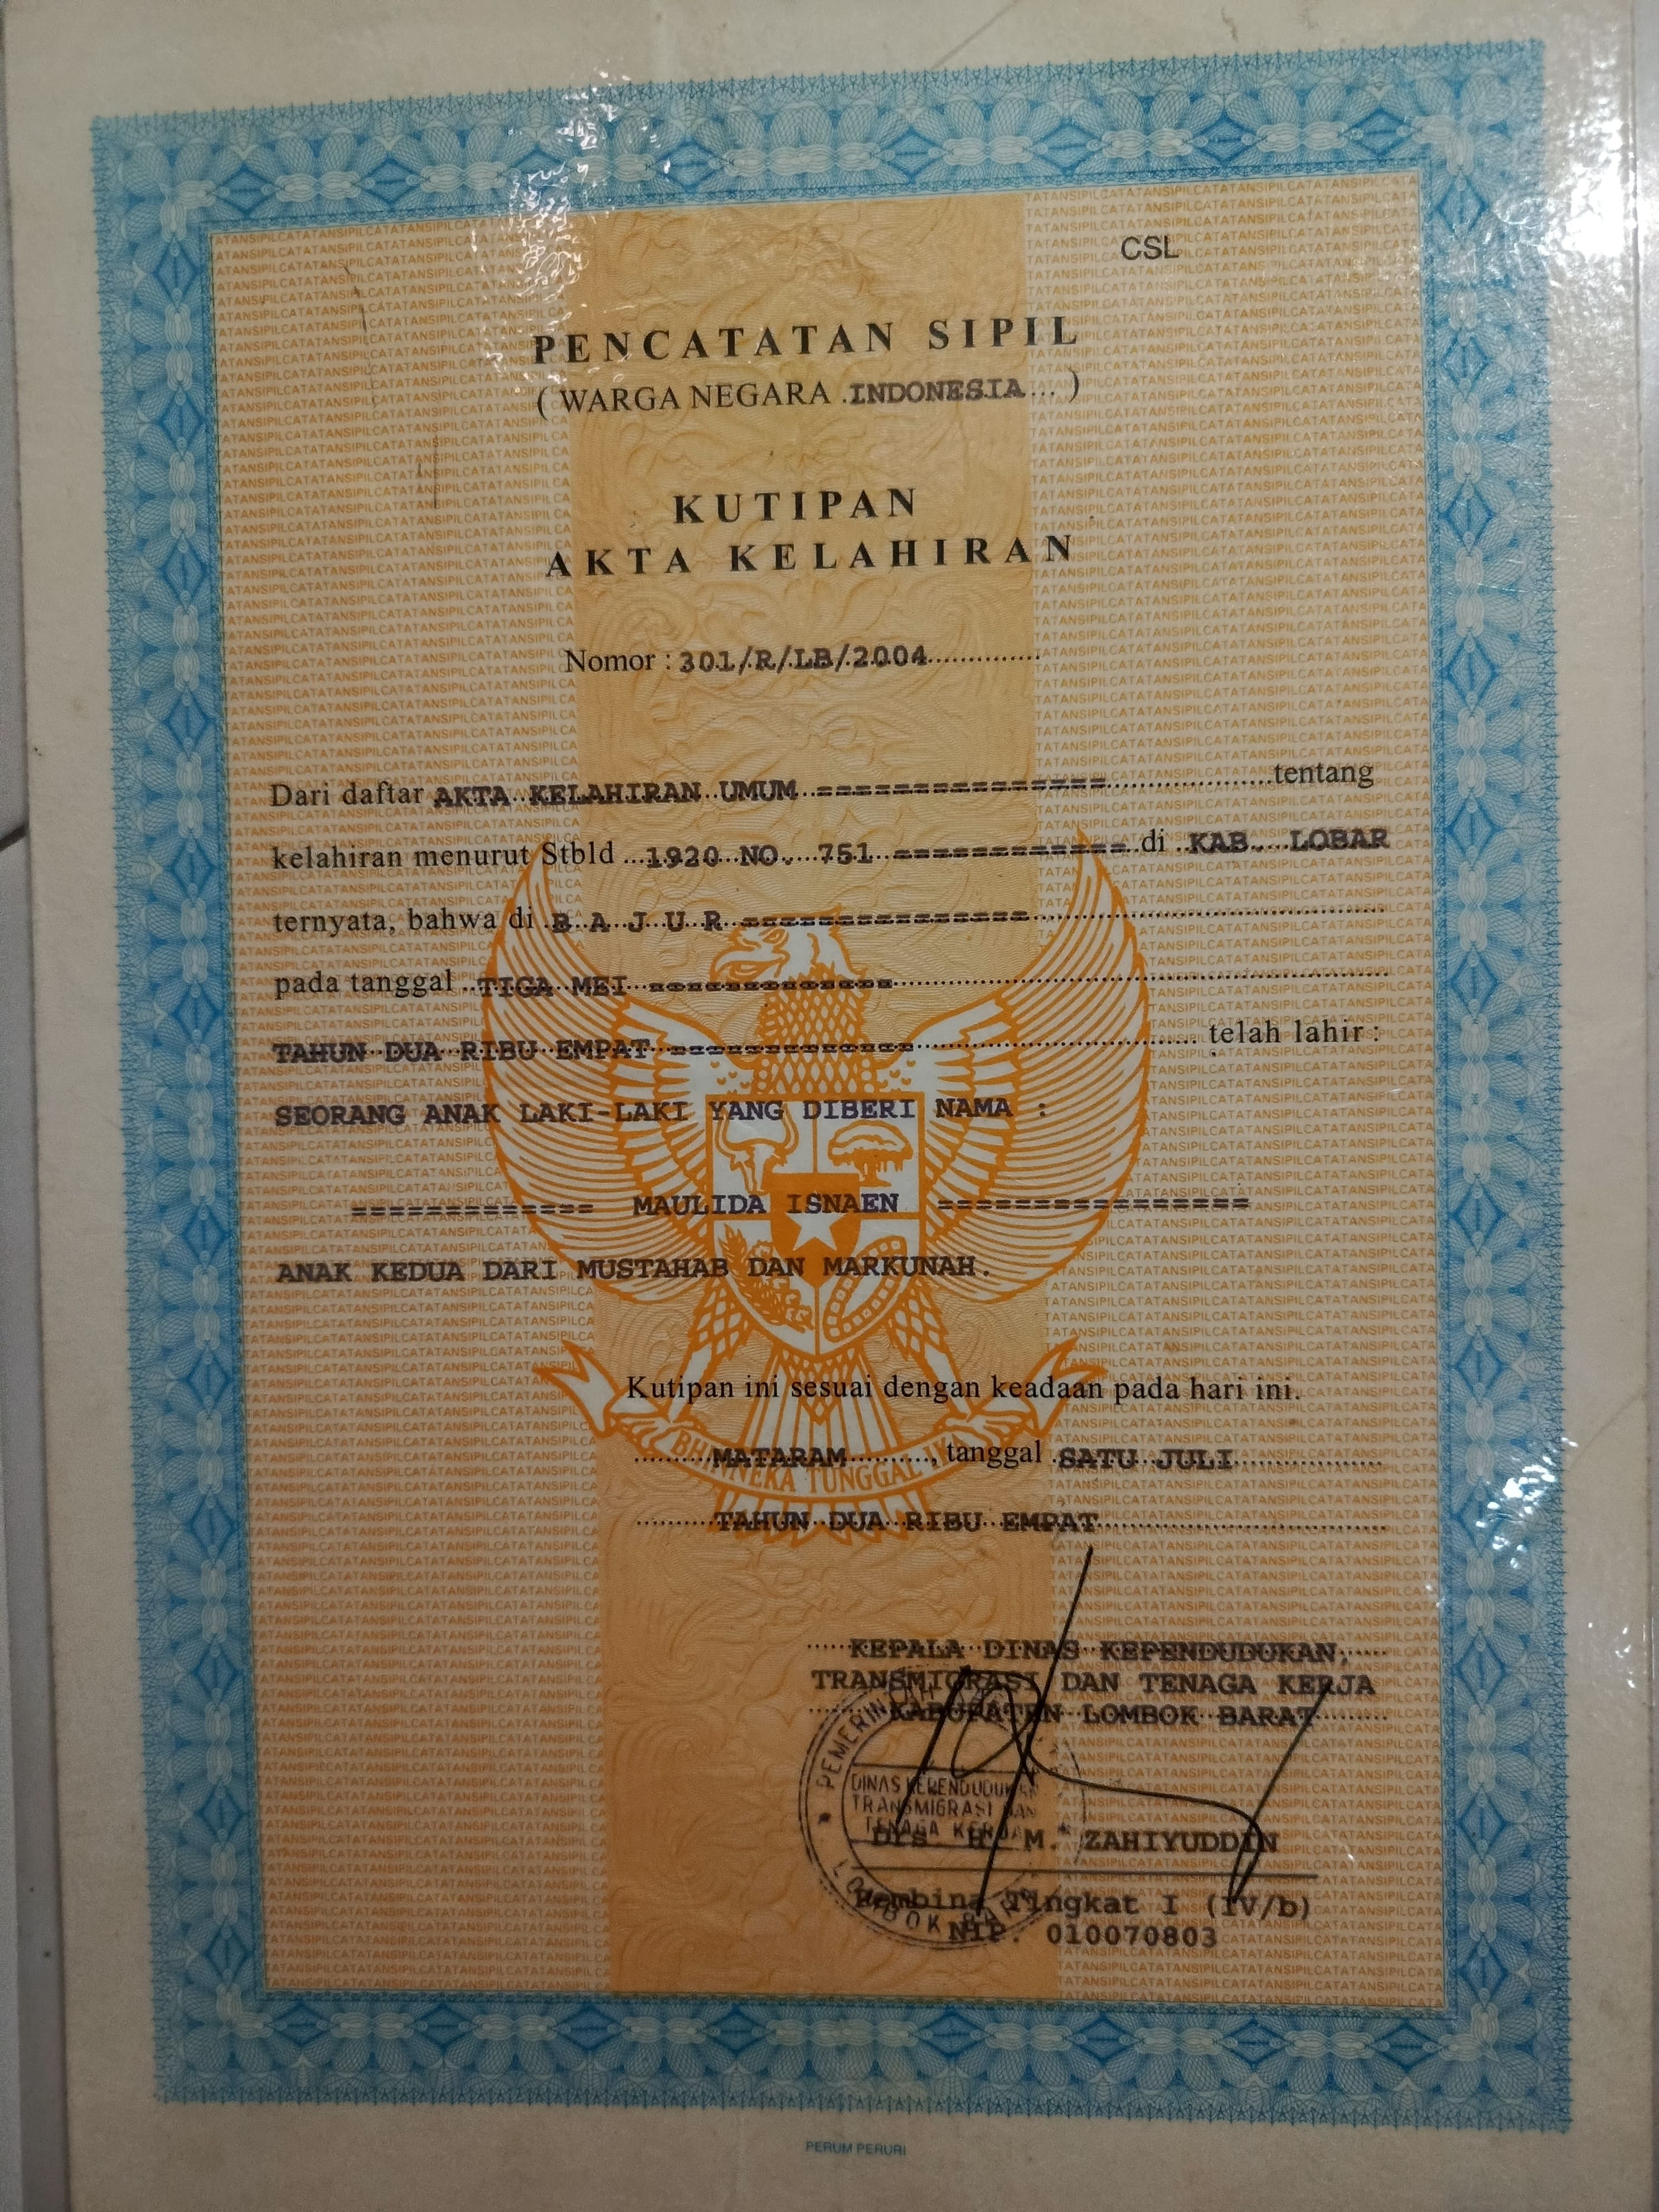 CSL
PENCATATAN SIPIL
( WARGA NEGARA .INDONESIA... )
KUTIPAN
AKTA KELAHIRAN
Nomor : 301/R/LB/2004
Dari daftar AKTA KELAHIRAN UMUM =============== tentang
kelahiran menurut Stbld 1920 NO. 751 ============ di KAB. LOBAR
ternyata, bahwa di B A J U R ===============
pada tanggal TIGA MEI =============
TAHUN DUA RIBU EMPAT ============= telah lahir :
SEORANG ANAK LAKI-LAKI YANG DIBERI NAMA :
============= MAULIDA ISNAEN ================
ANAK KEDUA DARI MUSTAHAB DAN MARKUNAH.
Kutipan ini sesuai dengan keadaan pada hari ini.
MATARAM, tanggal SATU JULI
BHINNEKA TUNGGAL IKA
TAHUN DUA RIBU EMPAT
KEPALA DINAS KEPENDUDUKAN,
TRANSMIGRASI DAN TENAGA KERJA
KABUPATEN LOMBOK BARAT
DINAS KEPENDUDUKAN
TRANSMIGRASI DAN
TENAGA KERJA
Drs. H. M. ZAHIYUDDIN
Pembina Tingkat I (IV/b)
NIP. 010070803
PERUM PERURI